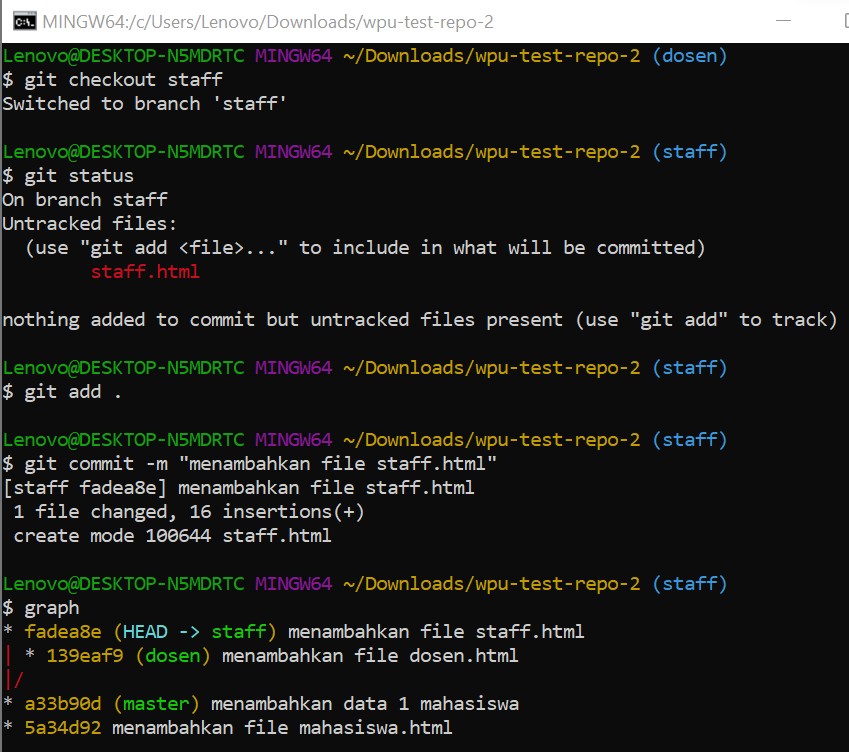 MINGW64:/c/Users/Lenovo/Downloads/wpu-test-repo-2
Lenovo@DESKTOP-N5MDRTC MINGW64 ~/Downloads/wpu-test-repo-2 (dosen)
$ git checkout staff
Switched to branch 'staff'

Lenovo@DESKTOP-N5MDRTC MINGW64 ~/Downloads/wpu-test-repo-2 (staff)
$ git status
On branch staff
Untracked files:
  (use "git add <file>..." to include in what will be committed)
        staff.html

nothing added to commit but untracked files present (use "git add" to track)

Lenovo@DESKTOP-N5MDRTC MINGW64 ~/Downloads/wpu-test-repo-2 (staff)
$ git add .

Lenovo@DESKTOP-N5MDRTC MINGW64 ~/Downloads/wpu-test-repo-2 (staff)
$ git commit -m "menambahkan file staff.html"
[staff fadea8e] menambahkan file staff.html
 1 file changed, 16 insertions(+)
 create mode 100644 staff.html

Lenovo@DESKTOP-N5MDRTC MINGW64 ~/Downloads/wpu-test-repo-2 (staff)
$ graph
* fadea8e (HEAD -> staff) menambahkan file staff.html
| * 139eaf9 (dosen) menambahkan file dosen.html
|/
* a33b90d (master) menambahkan data 1 mahasiswa
* 5a34d92 menambahkan file mahasiswa.html